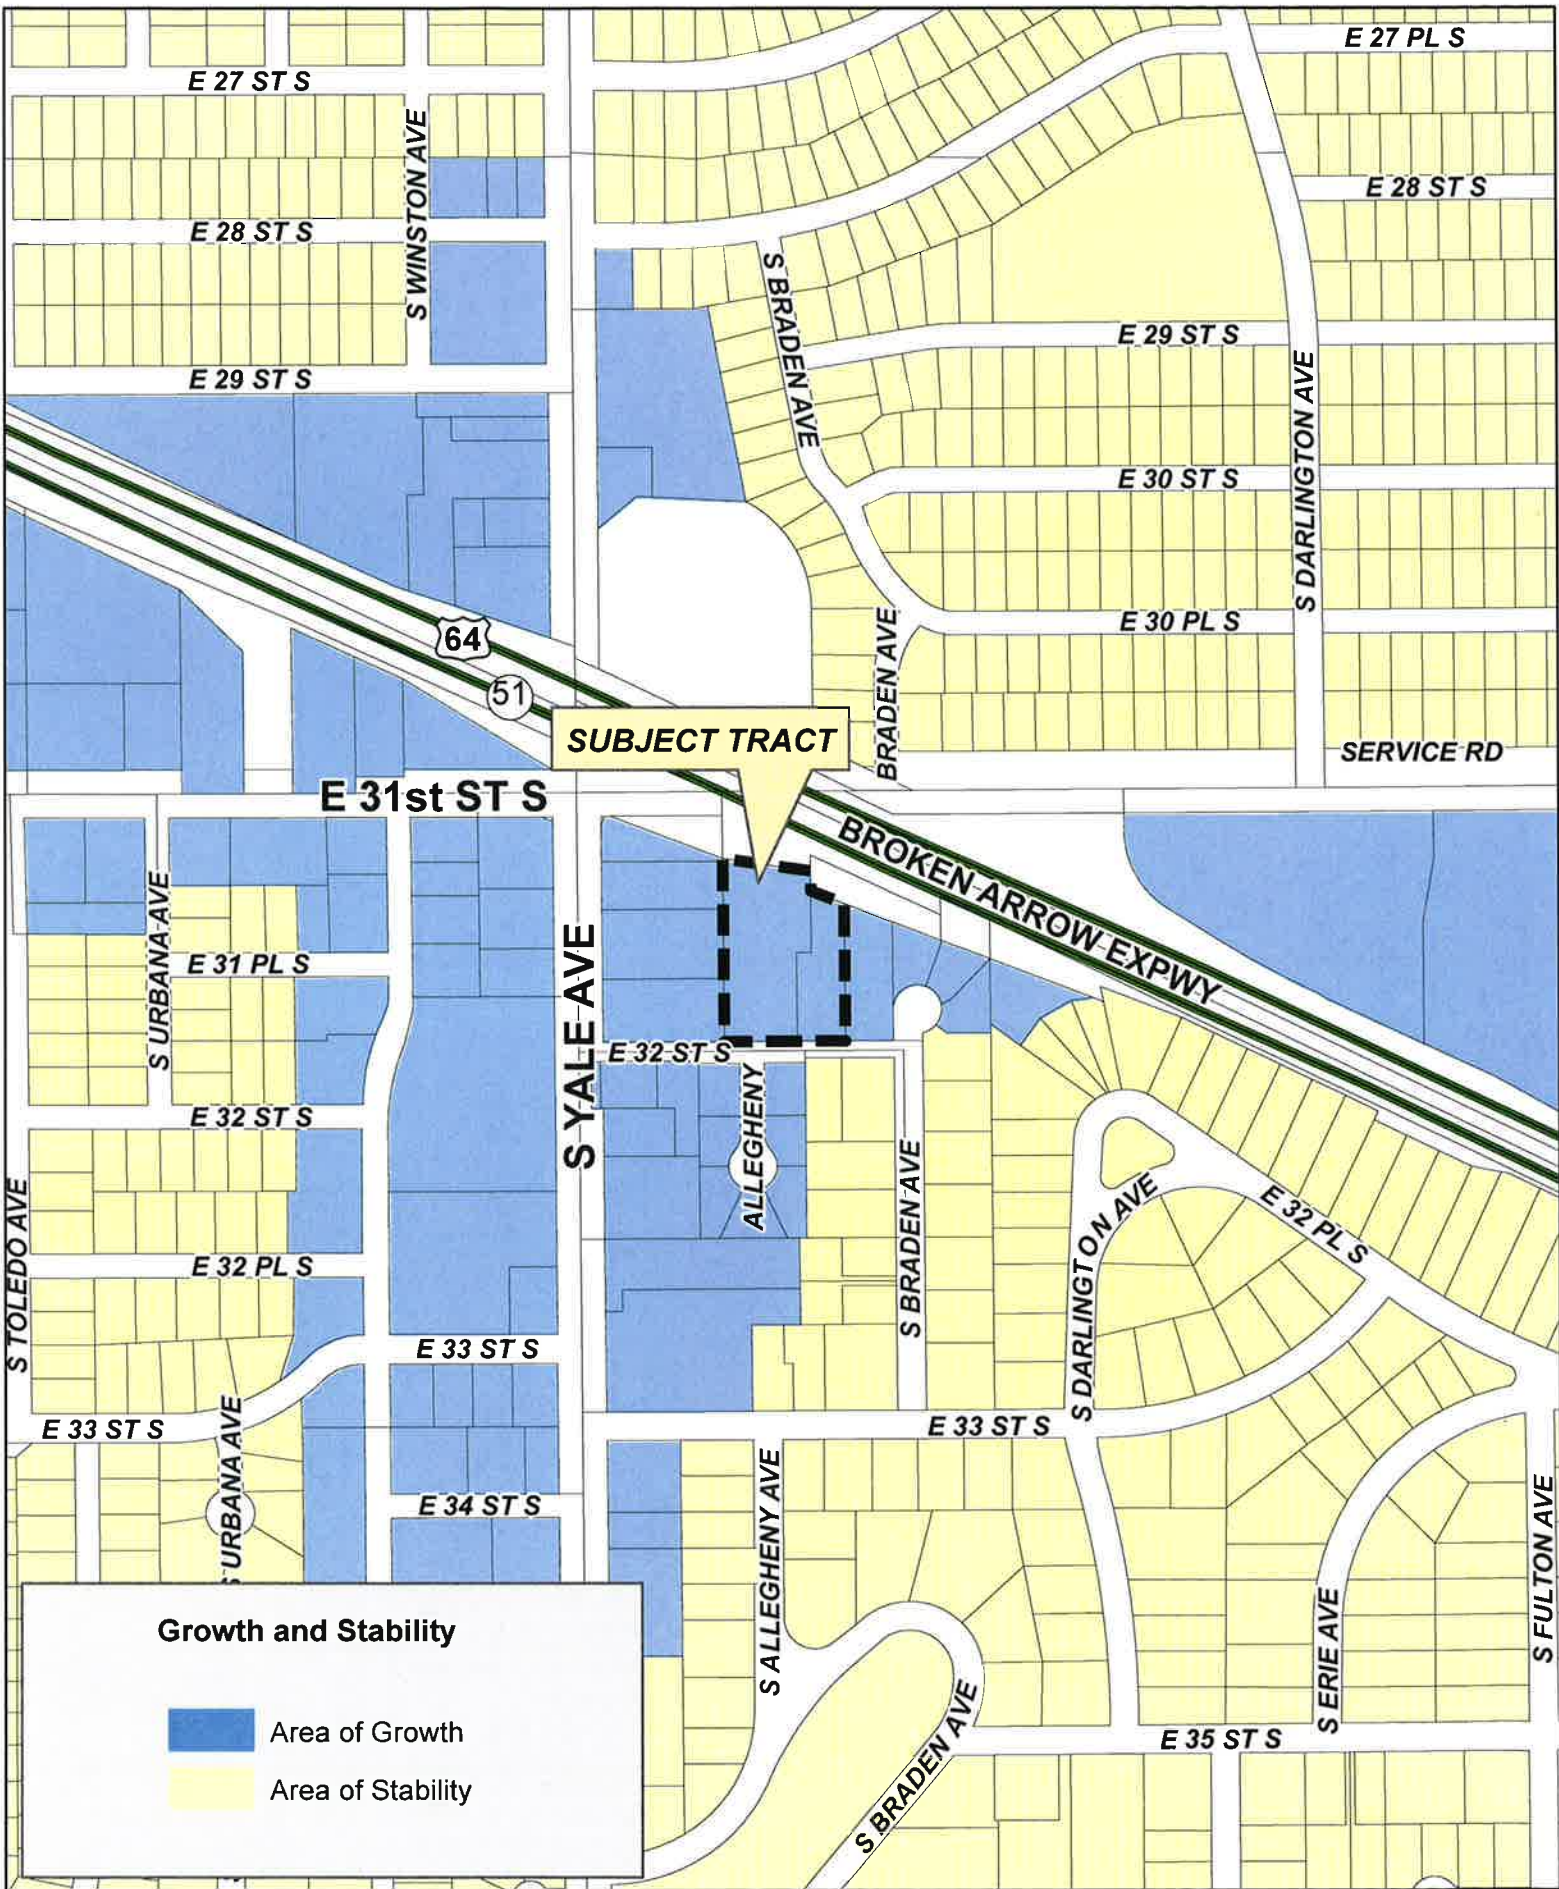 E 27 PL S
E 27 ST S
S WINSTON AVE
E 28 ST S
E 28 ST S
S BRADEN AVE
E 29 ST S
E 29 ST S
S DARLINGTON AVE
E 30 ST S
E 30 PL S
64
51
BRADEN AVE
SUBJECT TRACT
SERVICE RD
E 31st ST S
BROKEN ARROW EXPWY
S URBANA AVE
E 31 PL S
S YALE AVE
E 32 ST S
E 32 ST S
ALLEGHENY
S BRADEN AVE
S DARLINGTON AVE
E 32 PL S
S TOLEDO AVE
E 32 PL S
E 33 ST S
E 33 ST S
E 33 ST S
S URBANA AVE
E 34 ST S
S ALLEGHENY AVE
S FULTON AVE
S ERIE AVE
S BRADEN AVE
E 35 ST S
Growth and Stability
Area of Growth
Area of Stability